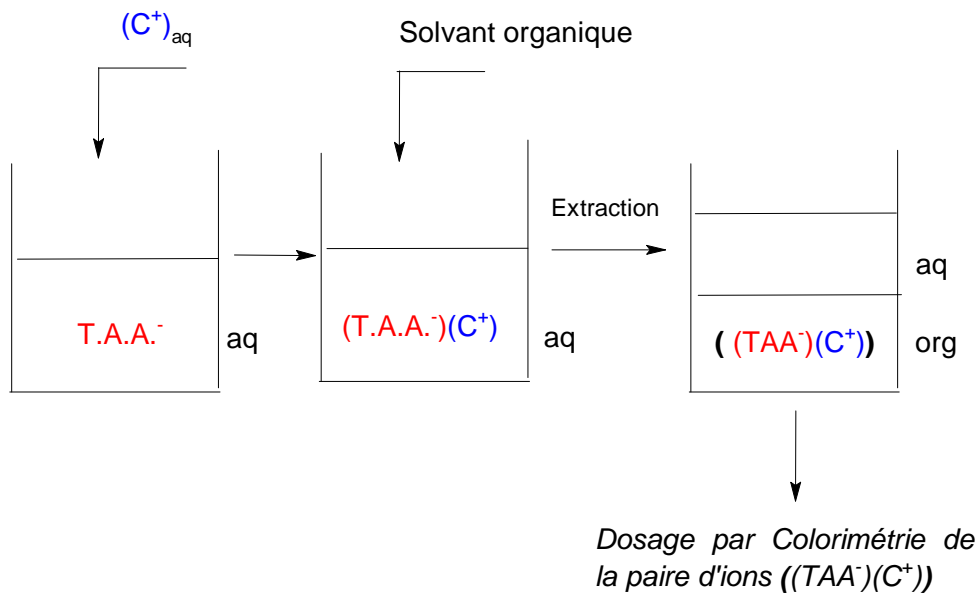 (C⁺)aq
Solvant organique
Extraction
T.A.A.⁻
aq
(T.A.A.⁻)(C⁺)
aq
aq
( (TAA⁻)(C⁺))
org
Dosage par Colorimétrie de
la paire d'ions ((TAA⁻)(C⁺))